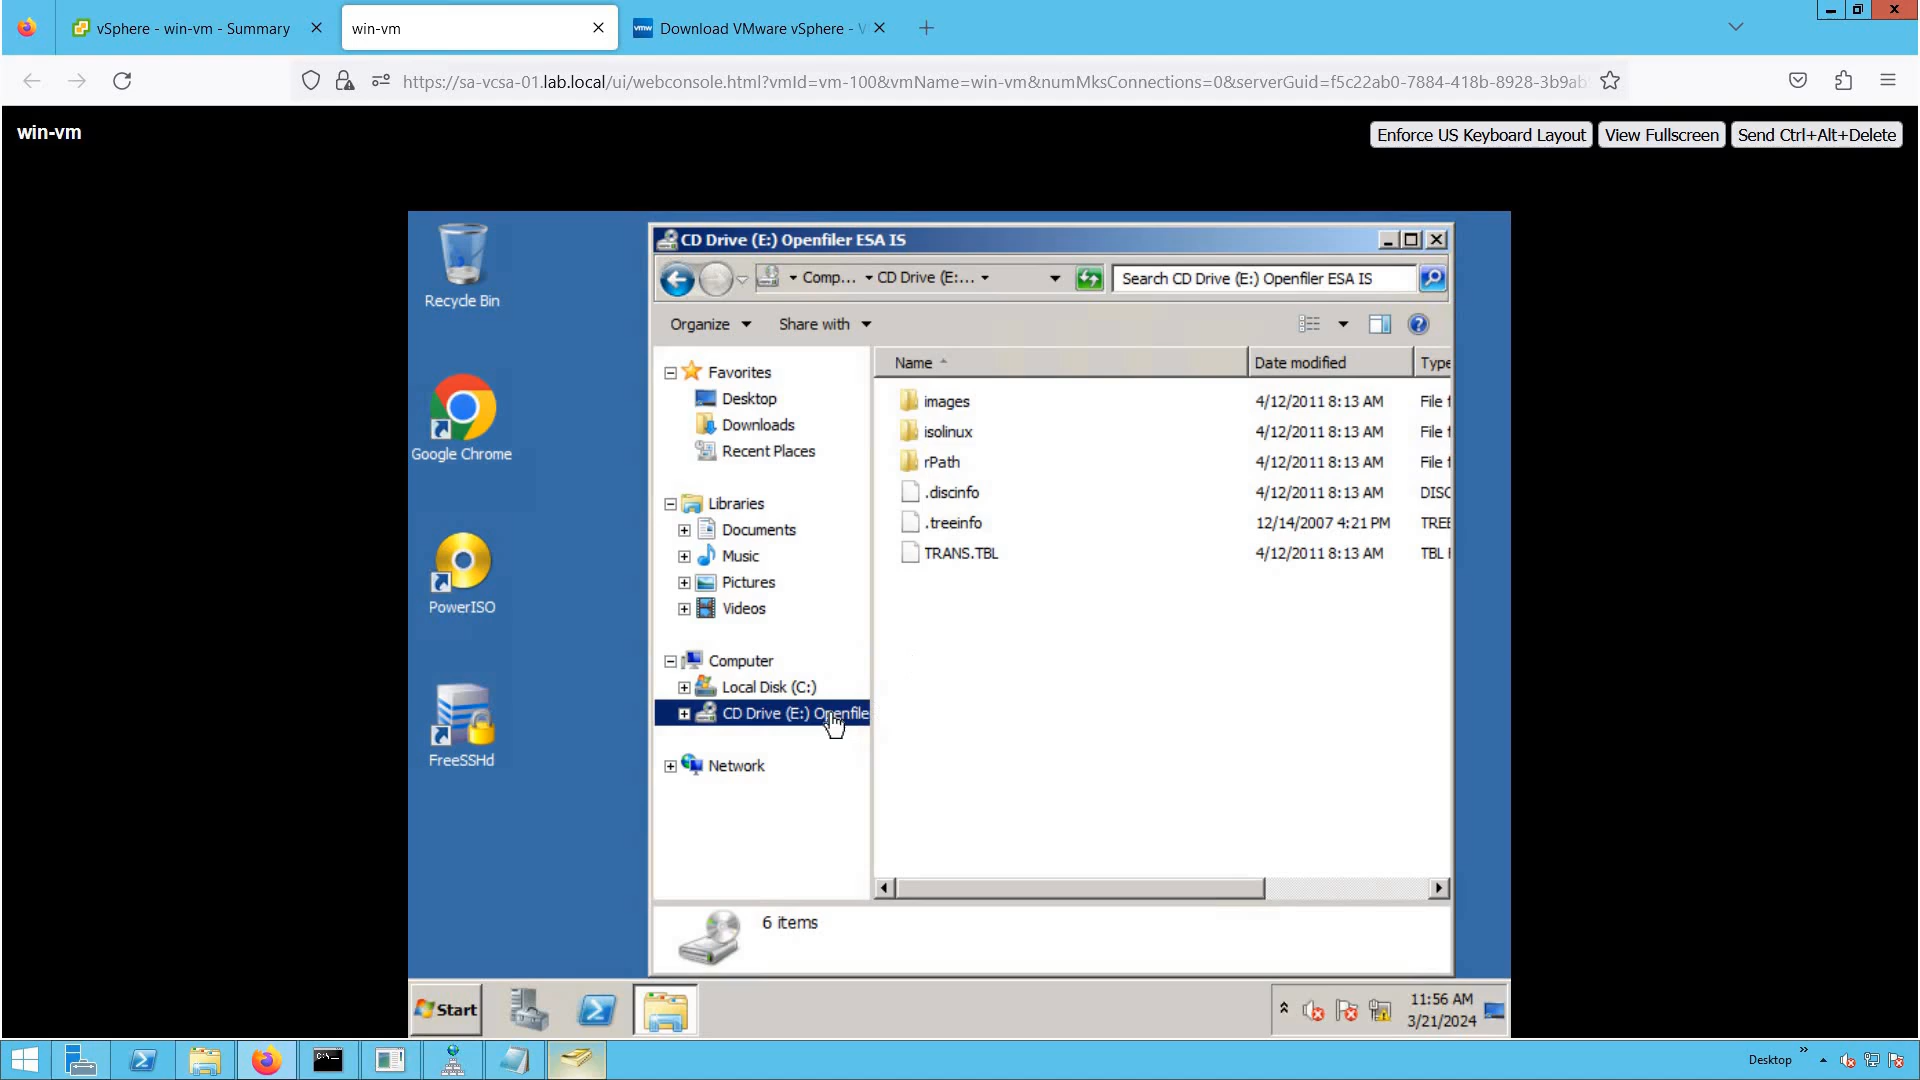 vSphere - win-vm - Summary
win-vm
Download VMware vSphere -
https://sa-vcsa-01.lab.local/ui/webconsole.html?vmId=vm-100&vmName=win-vm&numMksConnections=0&serverGuid=f5c22ab0-7884-418b-8928-3b9ab
win-vm
Enforce US Keyboard Layout
View Fullscreen
Send Ctrl+Alt+Delete
Recycle Bin
Google Chrome
PowerISO
FreeSSHd
CD Drive (E:) Openfiler ESA IS
Comp... CD Drive (E:...
Search CD Drive (E:) Openfiler ESA IS
Organize
Share with
Favorites
Desktop
Downloads
Recent Places
Libraries
Documents
Music
Pictures
Videos
Computer
Local Disk (C:)
CD Drive (E:) Openfile
Network
Name Date modified Type
images 4/12/2011 8:13 AM File f
isolinux 4/12/2011 8:13 AM File f
rPath 4/12/2011 8:13 AM File f
.discinfo 4/12/2011 8:13 AM DISC
.treeinfo 12/14/2007 4:21 PM TREE
TRANS.TBL 4/12/2011 8:13 AM TBL
6 items
Start
11:56 AM
3/21/2024
Desktop